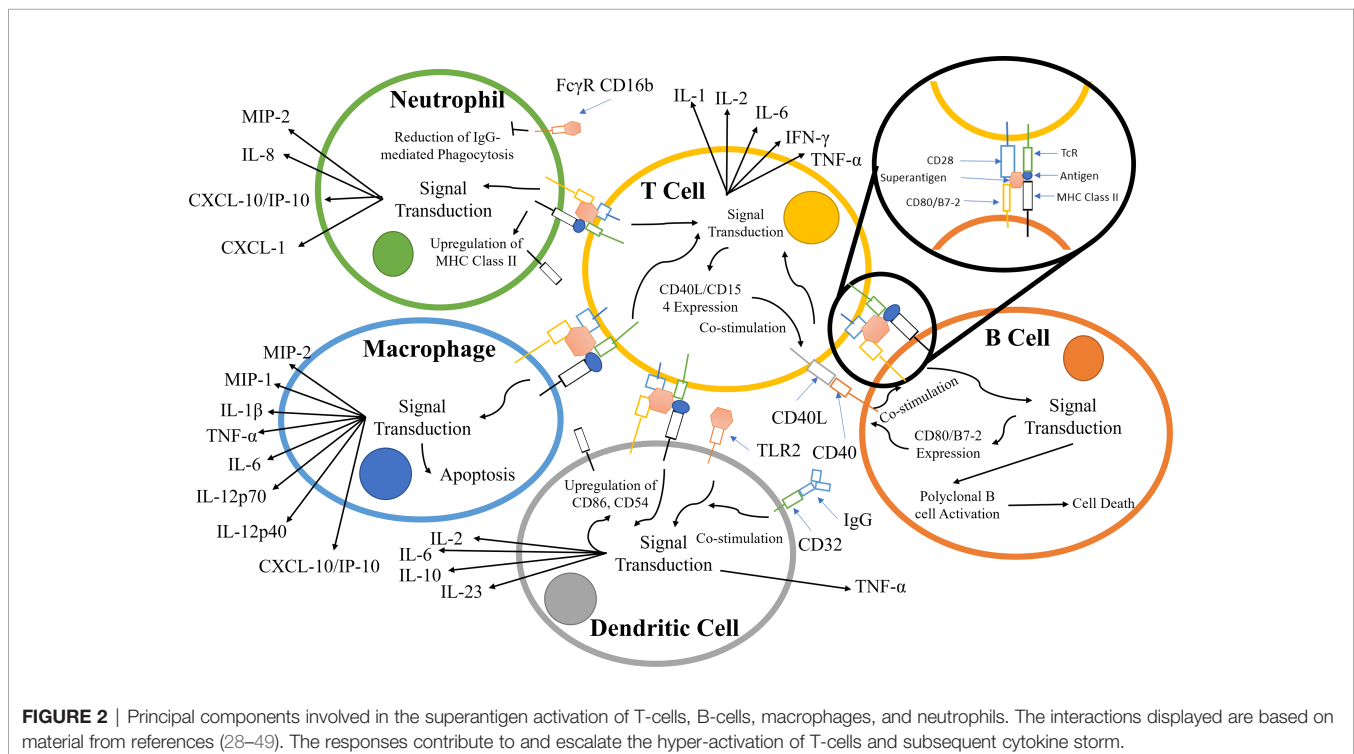 Neutrophil
FcγR CD16b
Reduction of IgG-
mediated Phagocytosis
MIP-2
IL-8
CXCL-10/IP-10
CXCL-1
Signal
Transduction
Upregulation of
MHC Class II
IL-1
IL-2
IL-6
IFN-γ
TNF-α
T Cell
Signal
Transduction
CD40L/CD15
4 Expression
Co-stimulation
CD28
Superantigen
CD80/B7-2
TcR
Antigen
MHC Class II
Macrophage
MIP-2
MIP-1
IL-1β
TNF-α
IL-6
IL-12p70
IL-12p40
CXCL-10/IP-10
Signal
Transduction
Apoptosis
B Cell
Co-stimulation
Signal
Transduction
CD80/B7-2
Expression
Polyclonal B
cell Activation
Cell Death
CD40L
CD40
TLR2
IgG
CD32
Upregulation of
CD86, CD54
Signal
Transduction
Co-stimulation
IL-2
IL-6
IL-10
IL-23
TNF-α
Dendritic Cell
FIGURE 2 | Principal components involved in the superantigen activation of T-cells, B-cells, macrophages, and neutrophils. The interactions displayed are based on
material from references (28–49). The responses contribute to and escalate the hyper-activation of T-cells and subsequent cytokine storm.